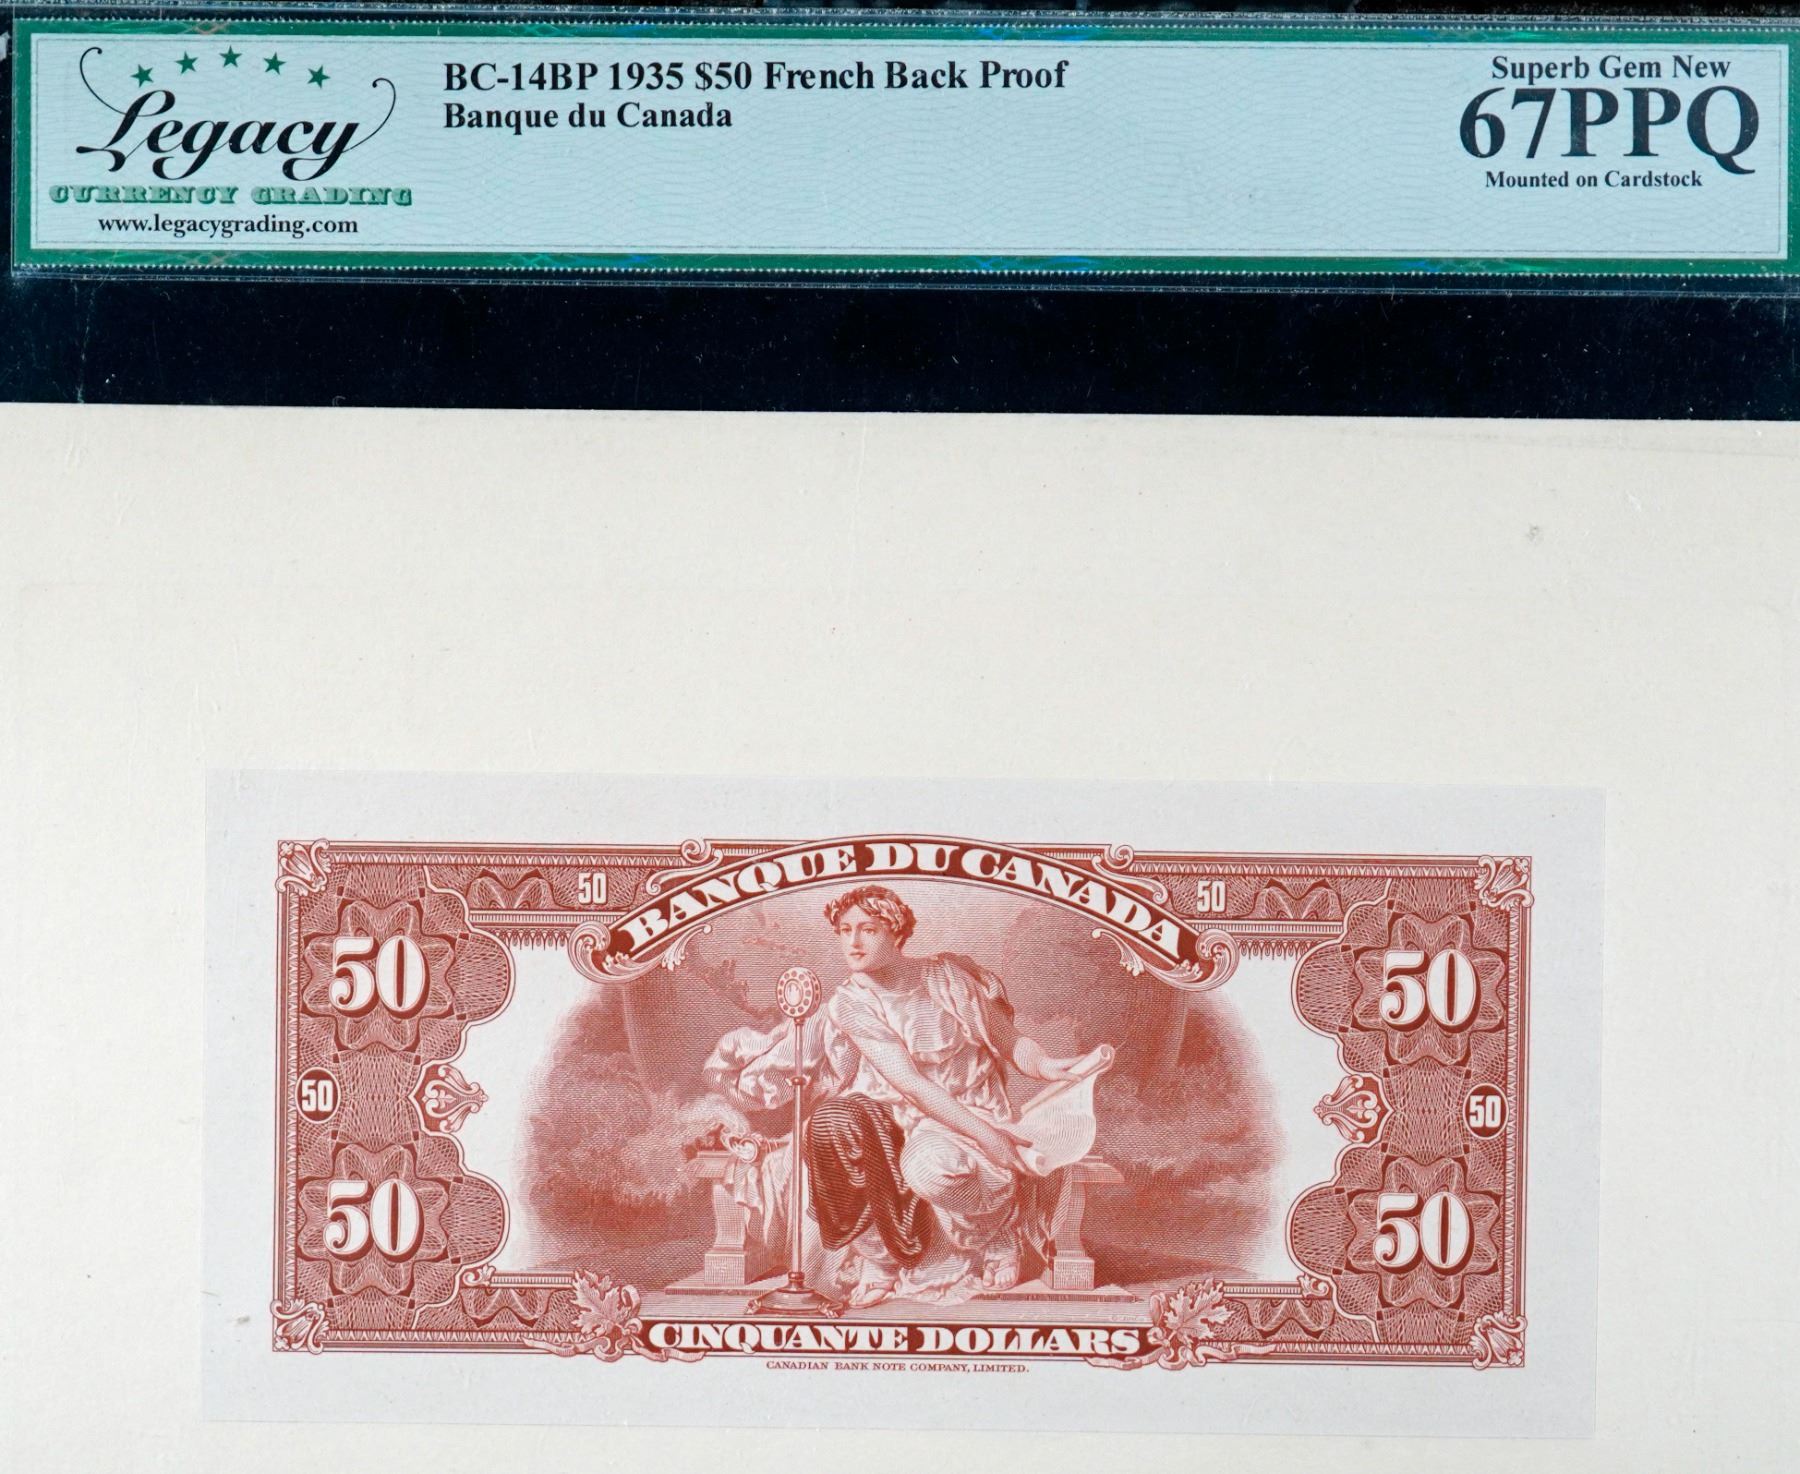 Legacy
CURRENCY GRADING
www.legacygrading.com
BC-14BP 1935 $50 French Back Proof
Banque du Canada
Superb Gem New
67PPQ
Mounted on Cardstock
BANQUE DU CANADA
50 50
50 50
50 50
50 50
CINQUANTE DOLLARS
CANADIAN BANK NOTE COMPANY, LIMITED.